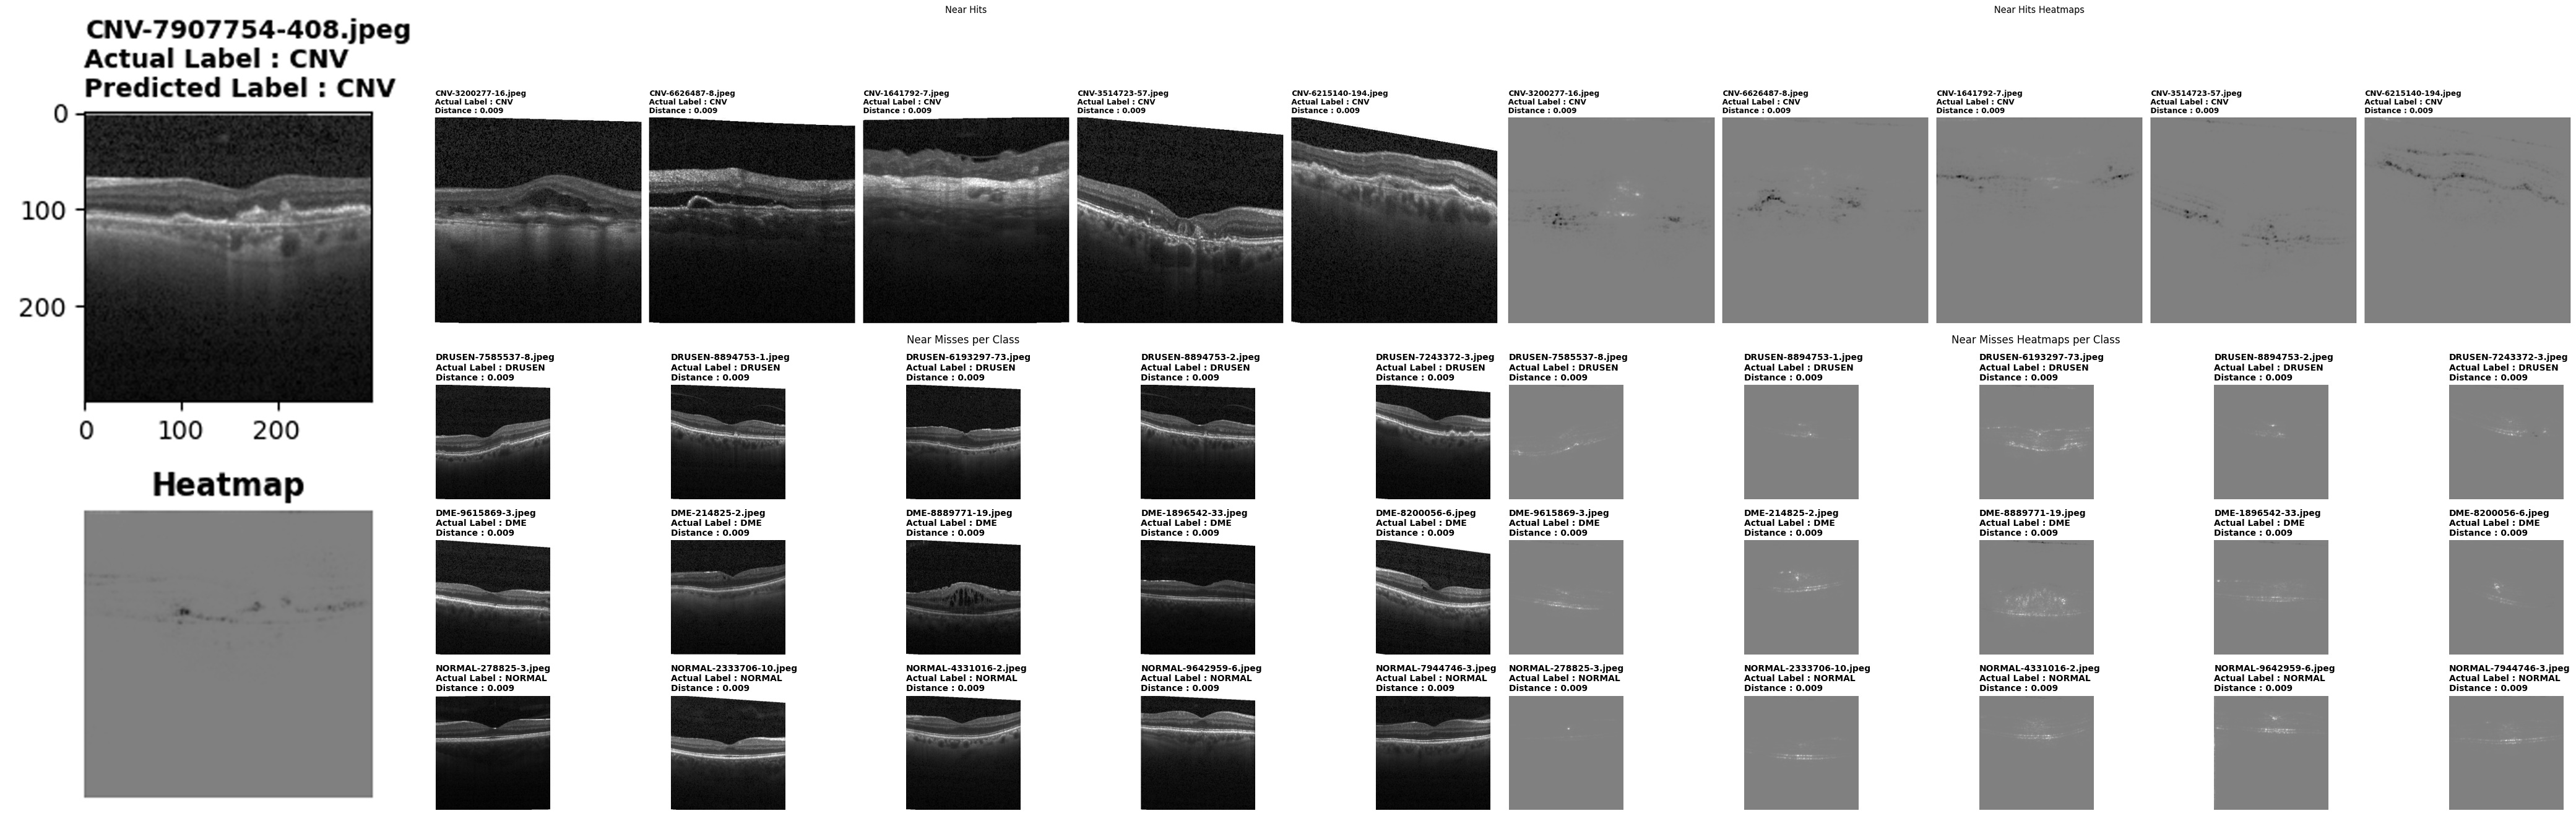 CNV-7907754-408.jpeg
Actual Label : CNV
Predicted Label : CNV
0
100
200
0
100
200
Heatmap
Near Hits
CNV-3200277-16.jpeg
Actual Label : CNV
Distance : 0.009
CNV-6626487-8.jpeg
Actual Label : CNV
Distance : 0.009
CNV-1641792-7.jpeg
Actual Label : CNV
Distance : 0.009
CNV-3514723-57.jpeg
Actual Label : CNV
Distance : 0.009
CNV-6215140-194.jpeg
Actual Label : CNV
Distance : 0.009
Near Hits Heatmaps
CNV-3200277-16.jpeg
Actual Label : CNV
Distance : 0.009
CNV-6626487-8.jpeg
Actual Label : CNV
Distance : 0.009
CNV-1641792-7.jpeg
Actual Label : CNV
Distance : 0.009
CNV-3514723-57.jpeg
Actual Label : CNV
Distance : 0.009
CNV-6215140-194.jpeg
Actual Label : CNV
Distance : 0.009
Near Misses per Class
DRUSEN-7585537-8.jpeg
Actual Label : DRUSEN
Distance : 0.009
DRUSEN-8894753-1.jpeg
Actual Label : DRUSEN
Distance : 0.009
DRUSEN-6193297-73.jpeg
Actual Label : DRUSEN
Distance : 0.009
DRUSEN-8894753-2.jpeg
Actual Label : DRUSEN
Distance : 0.009
DRUSEN-7243372-3.jpeg
Actual Label : DRUSEN
Distance : 0.009
DME-9615869-3.jpeg
Actual Label : DME
Distance : 0.009
DME-214825-2.jpeg
Actual Label : DME
Distance : 0.009
DME-8889771-19.jpeg
Actual Label : DME
Distance : 0.009
DME-1896542-33.jpeg
Actual Label : DME
Distance : 0.009
DME-8200056-6.jpeg
Actual Label : DME
Distance : 0.009
NORMAL-278825-3.jpeg
Actual Label : NORMAL
Distance : 0.009
NORMAL-2333706-10.jpeg
Actual Label : NORMAL
Distance : 0.009
NORMAL-4331016-2.jpeg
Actual Label : NORMAL
Distance : 0.009
NORMAL-9642959-6.jpeg
Actual Label : NORMAL
Distance : 0.009
NORMAL-7944746-3.jpeg
Actual Label : NORMAL
Distance : 0.009
Near Misses Heatmaps per Class
DRUSEN-7585537-8.jpeg
Actual Label : DRUSEN
Distance : 0.009
DRUSEN-8894753-1.jpeg
Actual Label : DRUSEN
Distance : 0.009
DRUSEN-6193297-73.jpeg
Actual Label : DRUSEN
Distance : 0.009
DRUSEN-8894753-2.jpeg
Actual Label : DRUSEN
Distance : 0.009
DRUSEN-7243372-3.jpeg
Actual Label : DRUSEN
Distance : 0.009
DME-9615869-3.jpeg
Actual Label : DME
Distance : 0.009
DME-214825-2.jpeg
Actual Label : DME
Distance : 0.009
DME-8889771-19.jpeg
Actual Label : DME
Distance : 0.009
DME-1896542-33.jpeg
Actual Label : DME
Distance : 0.009
DME-8200056-6.jpeg
Actual Label : DME
Distance : 0.009
NORMAL-278825-3.jpeg
Actual Label : NORMAL
Distance : 0.009
NORMAL-2333706-10.jpeg
Actual Label : NORMAL
Distance : 0.009
NORMAL-4331016-2.jpeg
Actual Label : NORMAL
Distance : 0.009
NORMAL-9642959-6.jpeg
Actual Label : NORMAL
Distance : 0.009
NORMAL-7944746-3.jpeg
Actual Label : NORMAL
Distance : 0.009